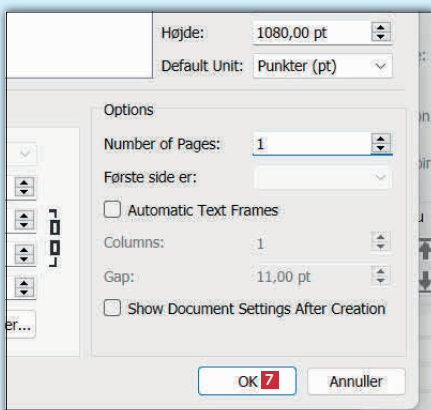 Højde: 1080,00 pt
Default Unit: Punkter (pt)
Options
Number of Pages: 1
Første side er:
Automatic Text Frames
Columns: 1
Gap: 11,00 pt
Show Document Settings After Creation
er...
OK 7 Annuller